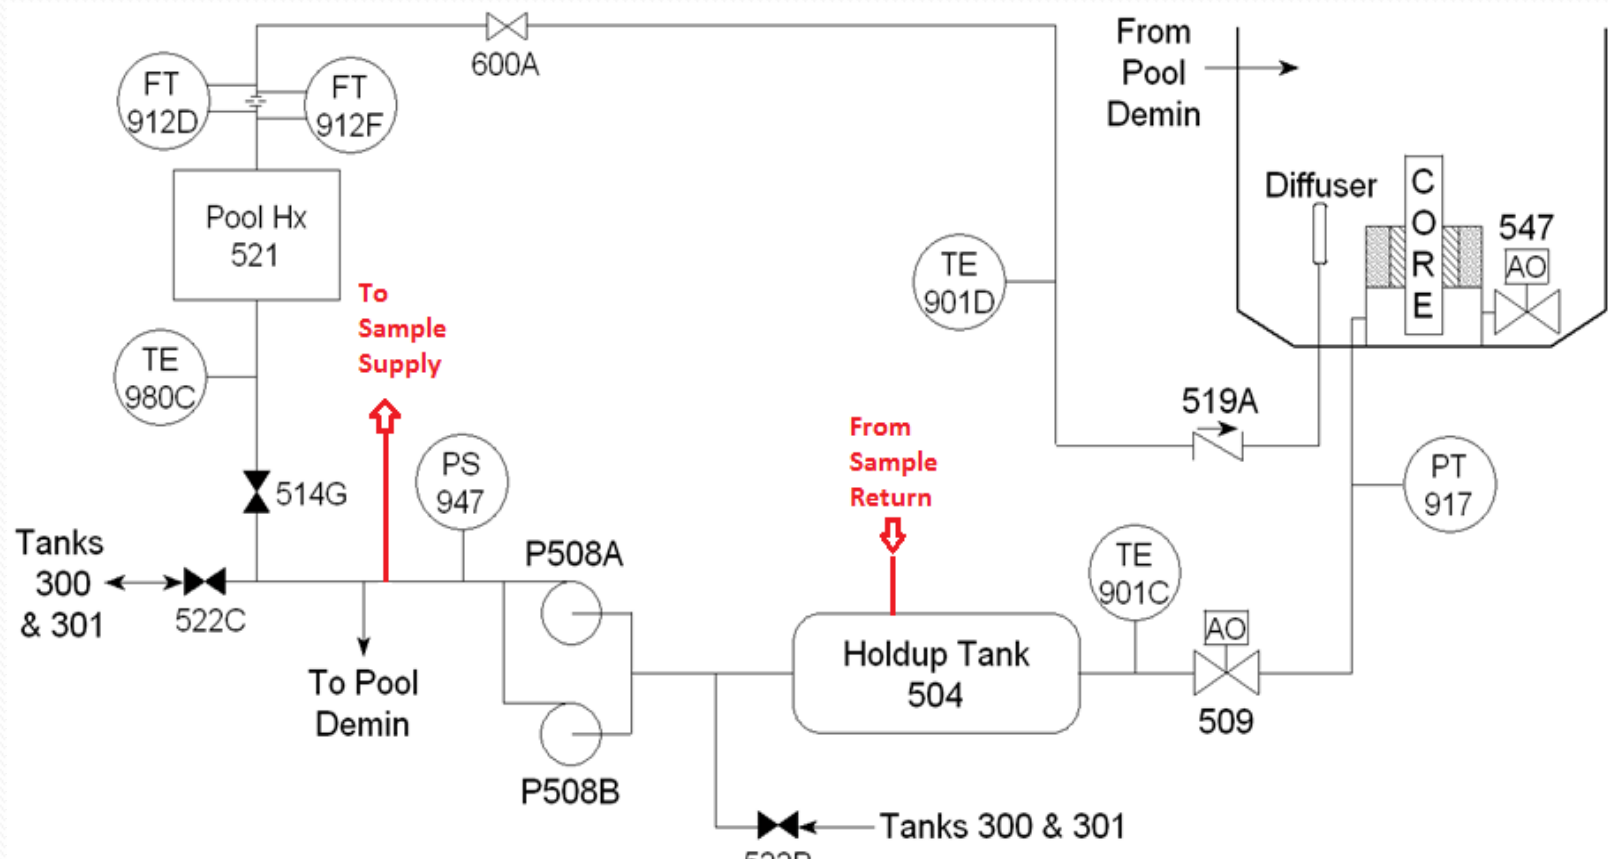 600A
FT
912D
FT
912F
Pool Hx
521
TE
980C
514G
Tanks
300
& 301
522C
To
Sample
Supply
PS
947
To Pool
Demin
P508A
P508B
From
Sample
Return
Holdup Tank
504
Tanks 300 & 301
TE
901C
AO
509
TE
901D
519A
PT
917
From
Pool
Demin
Diffuser
C
O
R
E
547
AO